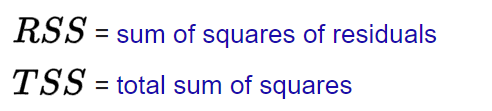 RSS = sum of squares of residuals
TSS = total sum of squares